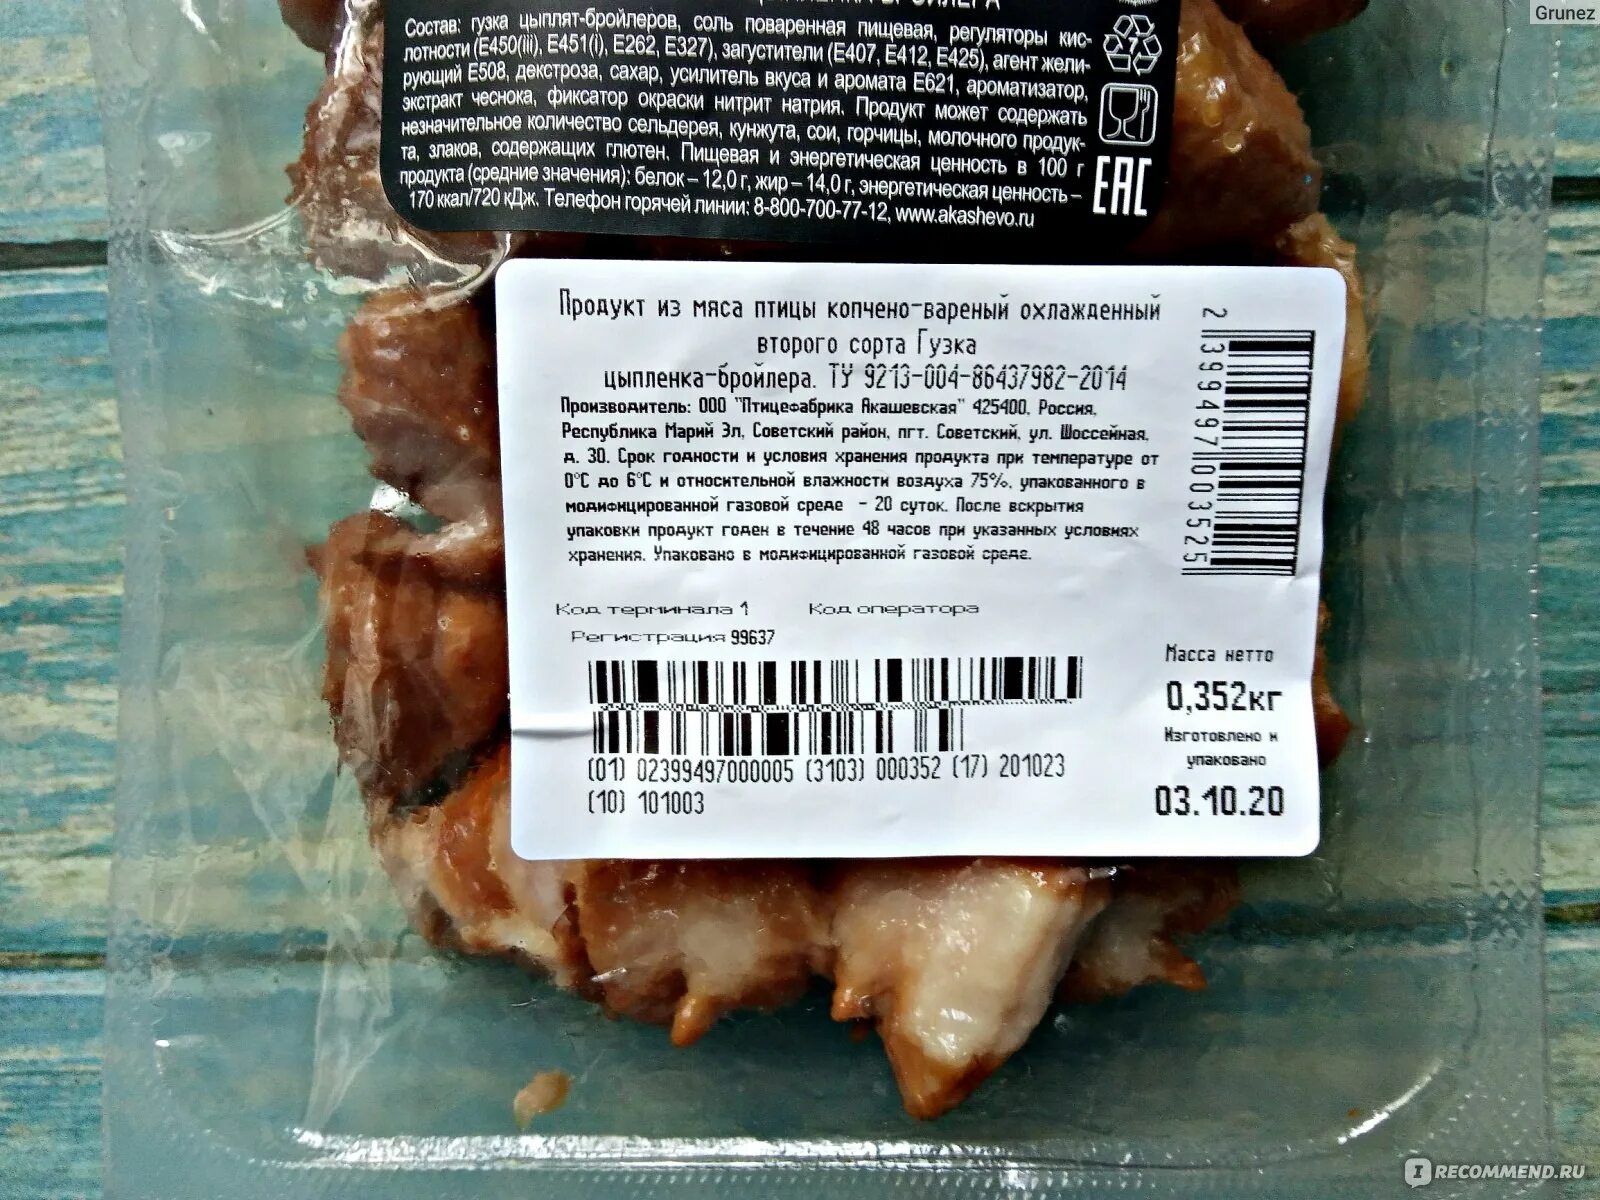 Grunez
Состав: гузка цыплят-бройлеров, соль поваренная пищевая, регуляторы кис-
лотности (Е450(iii), Е451(i), Е262, Е327), загустители (Е407, Е412, Е425), агент жели-
рующий Е508, декстроза, сахар, усилитель вкуса и аромата Е621, ароматизатор,
экстракт чеснока, фиксатор окраски нитрит натрия. Продукт может содержать
незначительное количество сельдерея, кунжута, сои, горчицы, молочного продук-
та, злаков, содержащих глютен. Пищевая и энергетическая ценность в 100 г
продукта (средние значения): белок – 12,0 г, жир – 14,0 г, энергетическая ценность –
170 ккал/720 кДж. Телефон горячей линии: 8-800-700-77-12, www.akashevo.ru
7
EAC
Продукт из мяса птицы копчено-вареный охлажденный
второго сорта Гузка
цыпленка-бройлера. ТУ 9213-004-86437982-2014
Производитель: ООО "Птицефабрика Акашевская" 425400, Россия,
Республика Марий Эл, Советский район, пгт. Советский, ул. Шоссейная,
д. 30. Срок годности и условия хранения продукта при температуре от
0°С до 6°С и относительной влажности воздуха 75%, упакованного в
модифицированной газовой среде - 20 суток. После вскрытия
упаковки продукт годен в течение 48 часов при указанных условиях
хранения. Упаковано в модифицированной газовой среде.
2 399497 003525
Код терминала 1 Код оператора
Регистрация 99637
Масса нетто
0,352кг
Изготовлено и
упаковано
03.10.20
(01) 02399497000005 (3103) 000352 (17) 201023
(10) 101003
IRECOMMEND.RU